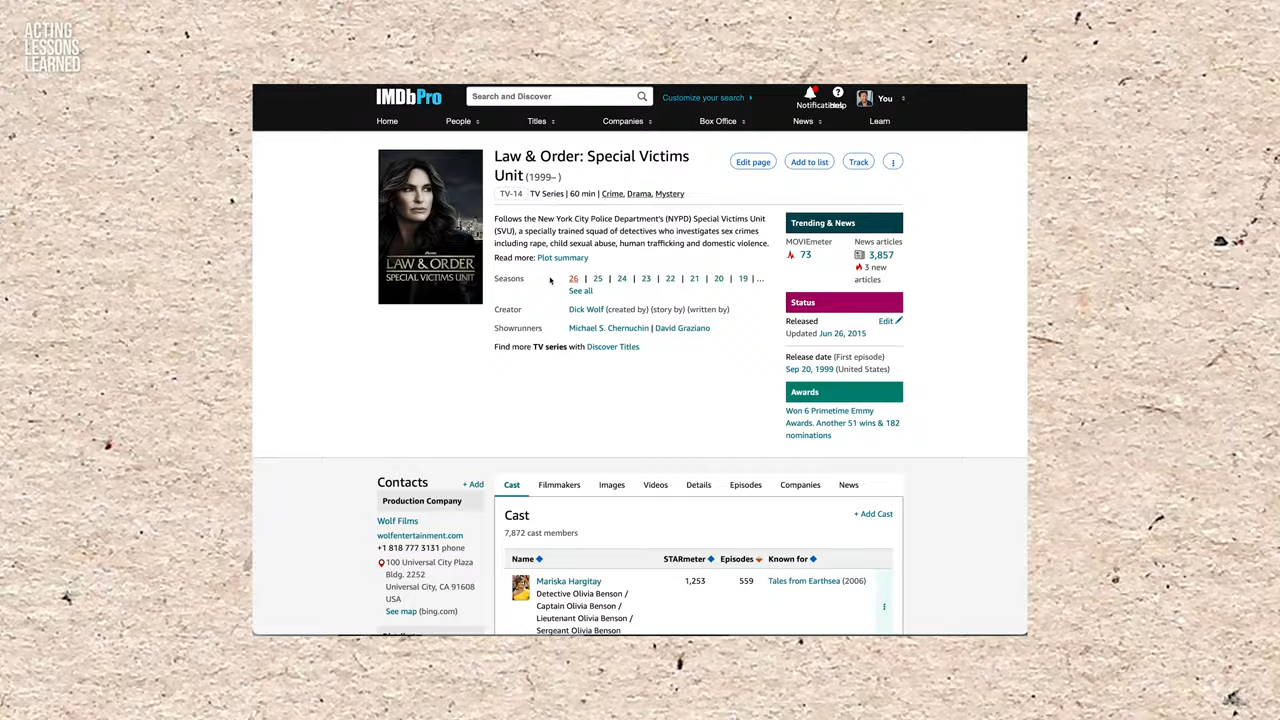 ACTING
LESSONS
LEARNED
IMDbPro
Search and Discover
Customize your search
Notifications
Help
You
Home
People
Titles
Companies
Box Office
News
Learn
Law & Order: Special Victims
Unit (1999– )
Edit page
Add to list
Track
TV-14 TV Series | 60 min | Crime, Drama, Mystery
Follows the New York City Police Department's (NYPD) Special Victims Unit
(SVU), a specially trained squad of detectives who investigates sex crimes
including rape, child sexual abuse, human trafficking and domestic violence.
Read more: Plot summary
Seasons 26 | 25 | 24 | 23 | 22 | 21 | 20 | 19 | ...
See all
Creator Dick Wolf (created by) (story by) (written by)
Showrunners Michael S. Chernuchin | David Graziano
Find more TV series with Discover Titles
LAW & ORDER
SPECIAL VICTIMS UNIT
Trending & News
MOVIEmeter
73
News articles
3,857
3 new
articles
Status
Released
Edit
Updated Jun 26, 2015
Release date (First episode)
Sep 20, 1999 (United States)
Awards
Won 6 Primetime Emmy
Awards. Another 51 wins & 182
nominations
Contacts
+ Add
Production Company
Wolf Films
wolfentertainment.com
+1 818 777 3131 phone
100 Universal City Plaza
Bldg. 2252
Universal City, CA 91608
USA
See map (bing.com)
Cast
Filmmakers
Images
Videos
Details
Episodes
Companies
News
Cast
+ Add Cast
7,872 cast members
Name
STARmeter
Episodes
Known for
Mariska Hargitay
1,253
559
Tales from Earthsea (2006)
Detective Olivia Benson /
Captain Olivia Benson /
Lieutenant Olivia Benson /
Sergeant Olivia Benson